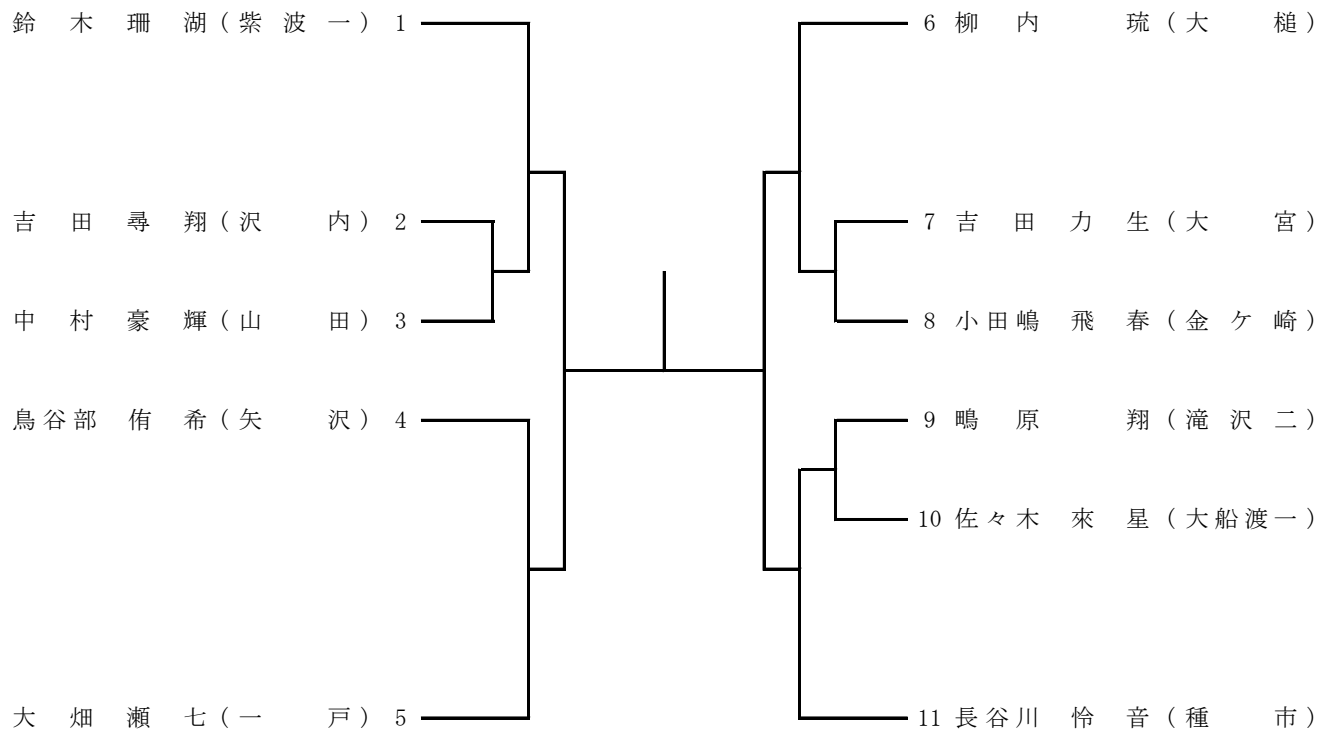 鈴木珊湖(紫波一) 1
吉田尋翔(沢内) 2
中村豪輝(山田) 3
鳥谷部侑希(矢沢) 4
大畑瀬七(一戸) 5
6 柳内琉(大槌)
7 吉田力生(大宮)
8 小田嶋飛春(金ケ崎)
9 鴫原翔(滝沢二)
10 佐々木來星(大船渡一)
11 長谷川怜音(種市)